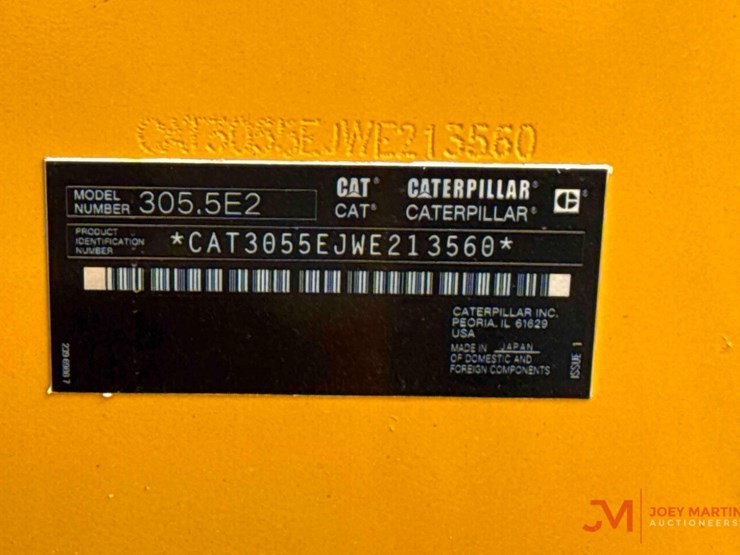 CAT3055EJWE213560
MODEL NUMBER 305.5E2
CAT® CATERPILLAR®
CAT® CATERPILLAR®
PRODUCT IDENTIFICATION NUMBER *CAT3055EJWE213560*
CATERPILLAR INC.
PEORIA, IL 61629
USA
MADE IN JAPAN
OF DOMESTIC AND
FOREIGN COMPONENTS
ISSUE 1
JM JOEY MARTIN
AUCTIONEERS